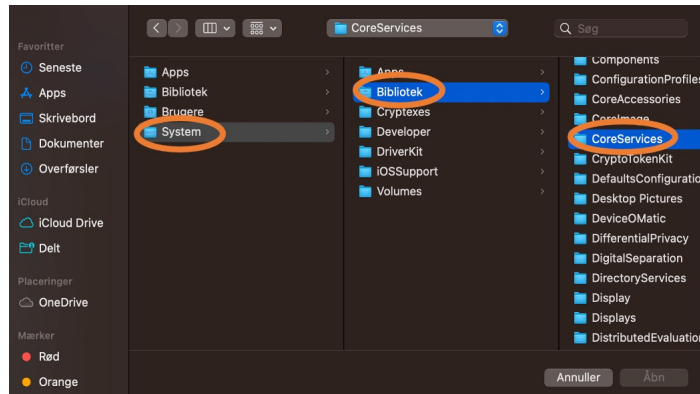 CoreServices
Søg
Favoritter
Seneste
Apps
Skrivebord
Dokumenter
Overførsler
iCloud
iCloud Drive
Delt
Placeringer
OneDrive
Mærker
Rød
Orange
Apps
Bibliotek
Brugere
System
Apps
Bibliotek
Cryptexes
Developer
DriverKit
iOSSupport
Volumes
Components
ConfigurationProfiles
CoreAccessories
CoreImage
CoreServices
CryptoTokenKit
DefaultsConfiguratio
Desktop Pictures
DeviceOMatic
DifferentialPrivacy
DigitalSeparation
DirectoryServices
Display
Displays
DistributedEvaluation
Annuller
Åbn